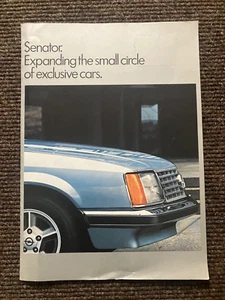 Senator.
Expanding the small circle
of exclusive cars.